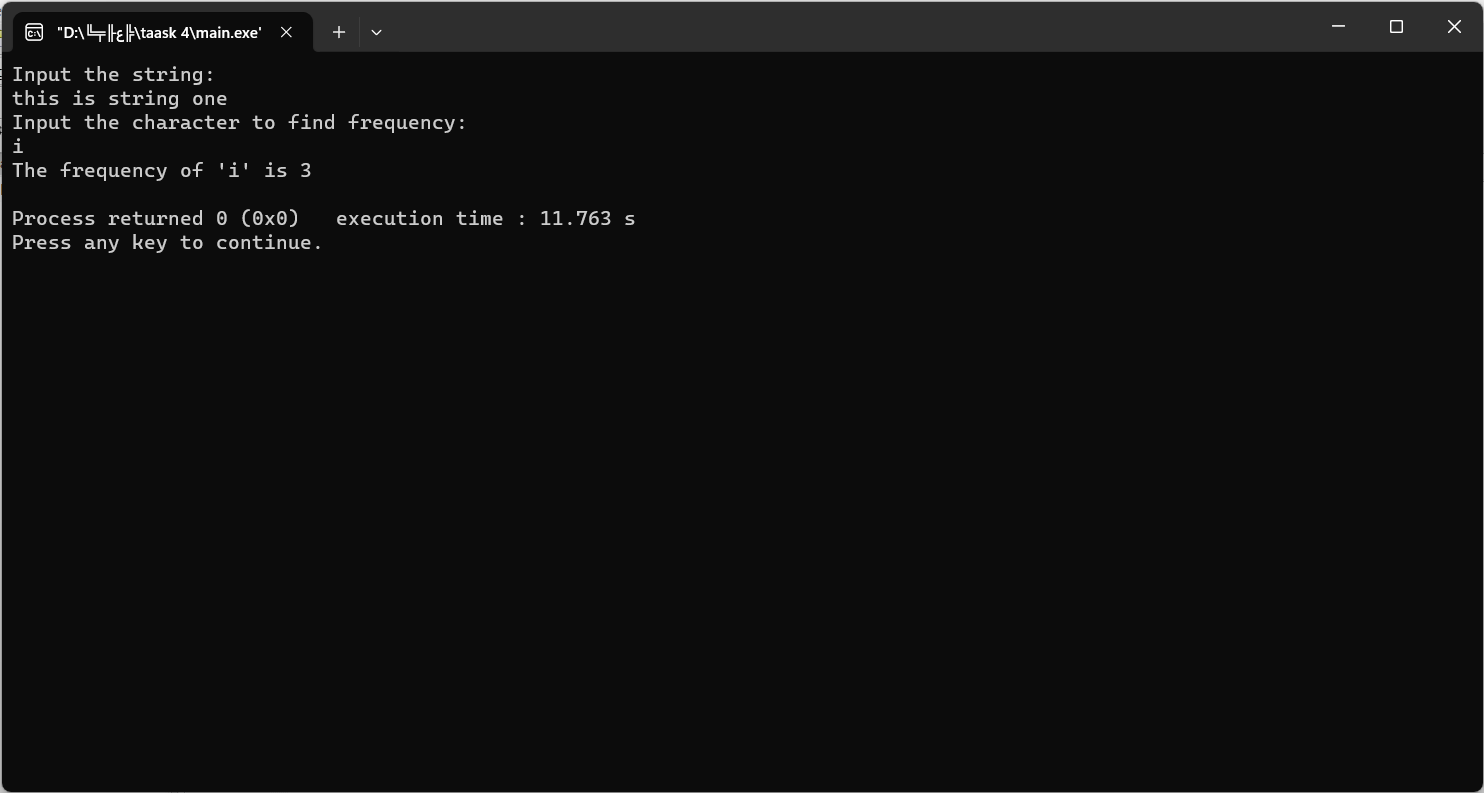 "D:\╚╤╟ع╠\taask 4\main.exe"
Input the string:
this is string one
Input the character to find frequency:
i
The frequency of 'i' is 3
Process returned 0 (0x0)   execution time : 11.763 s
Press any key to continue.